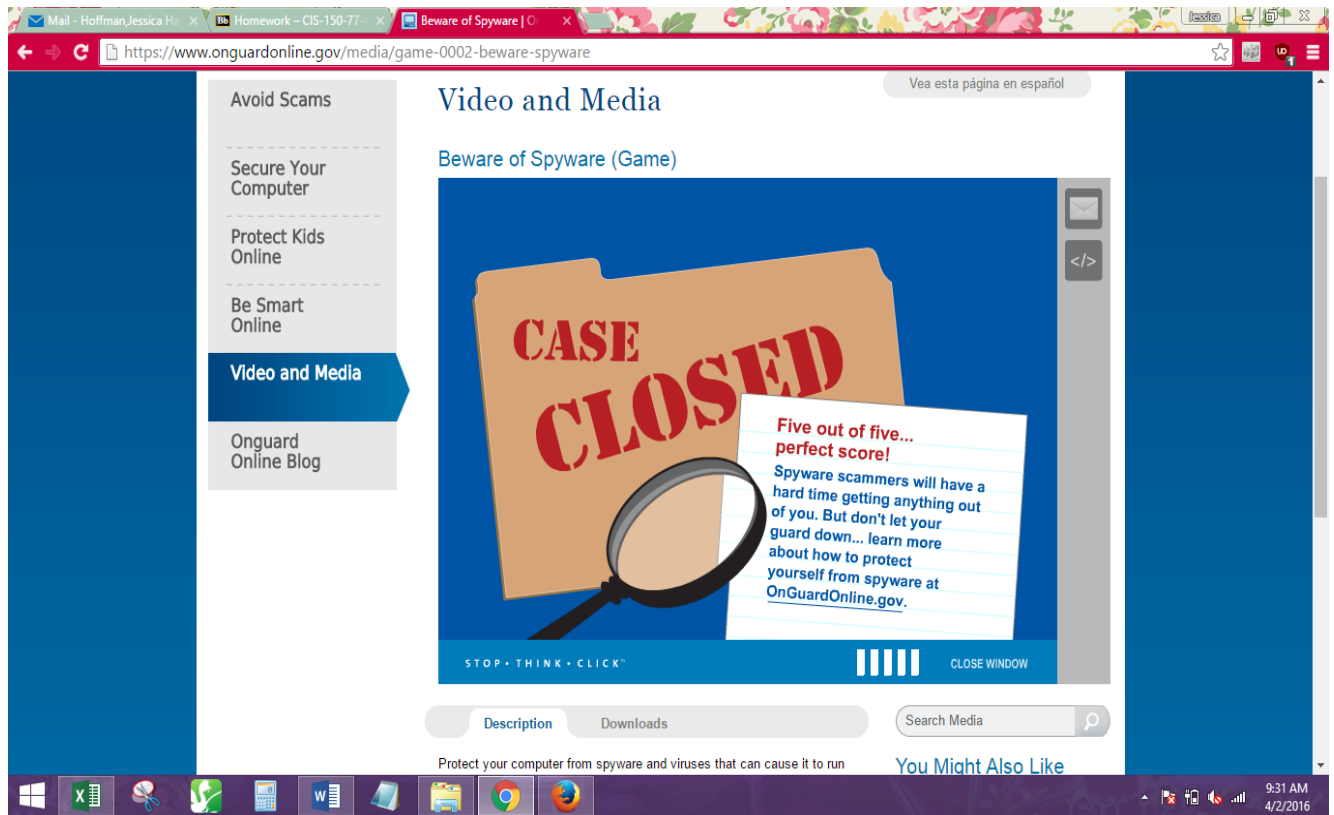 Mail - Hoffman,Jessica Ha
Bb Homework – CIS-150-77-
Beware of Spyware | O
Jessica
https://www.onguardonline.gov/media/game-0002-beware-spyware
UD
1
Avoid Scams
Secure Your
Computer
Protect Kids
Online
Be Smart
Online
Video and Media
Onguard
Online Blog
Video and Media
Vea esta página en español
Beware of Spyware (Game)
</>
CASE
CLOSED
Five out of five...
perfect score!
Spyware scammers will have a
hard time getting anything out
of you. But don't let your
guard down... learn more
about how to protect
yourself from spyware at
OnGuardOnline.gov.
STOP • THINK • CLICK™
CLOSE WINDOW
Description
Downloads
Search Media
Protect your computer from spyware and viruses that can cause it to run
You Might Also Like
9:31 AM
4/2/2016